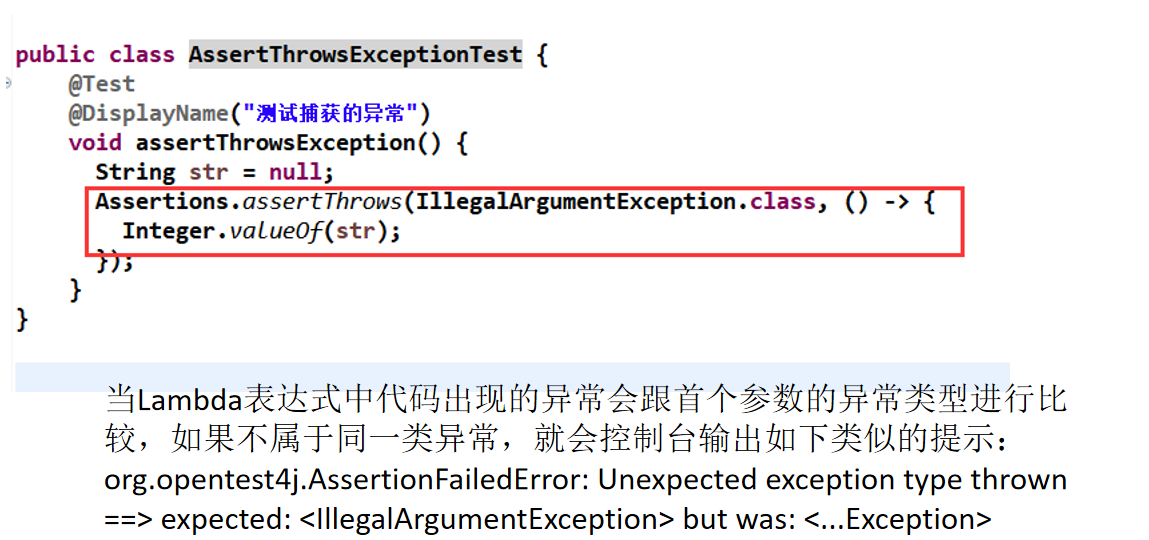 public class AssertThrowsExceptionTest {
@Test
@DisplayName("测试捕获的异常")
void assertThrowsException() {
String str = null;
Assertions.assertThrows(IllegalArgumentException.class, () -> {
Integer.valueOf(str);
});
}
}
当Lambda表达式中代码出现的异常会跟首个参数的异常类型进行比
较，如果不属于同一类异常，就会控制台输出如下类似的提示：
org.opentest4j.AssertionFailedError: Unexpected exception type thrown
==> expected: <IllegalArgumentException> but was: <...Exception>